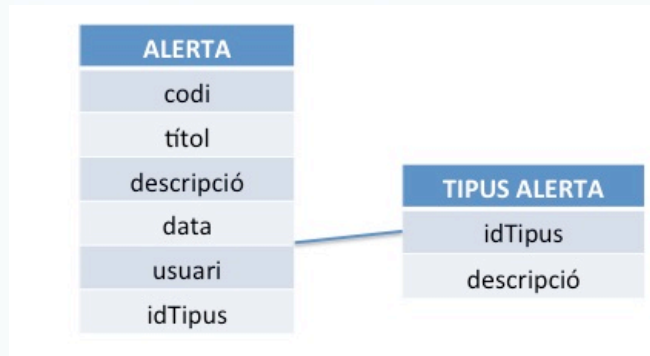 ALERTA
codi
títol
descripció
data
usuari
idTipus
TIPUS ALERTA
idTipus
descripció